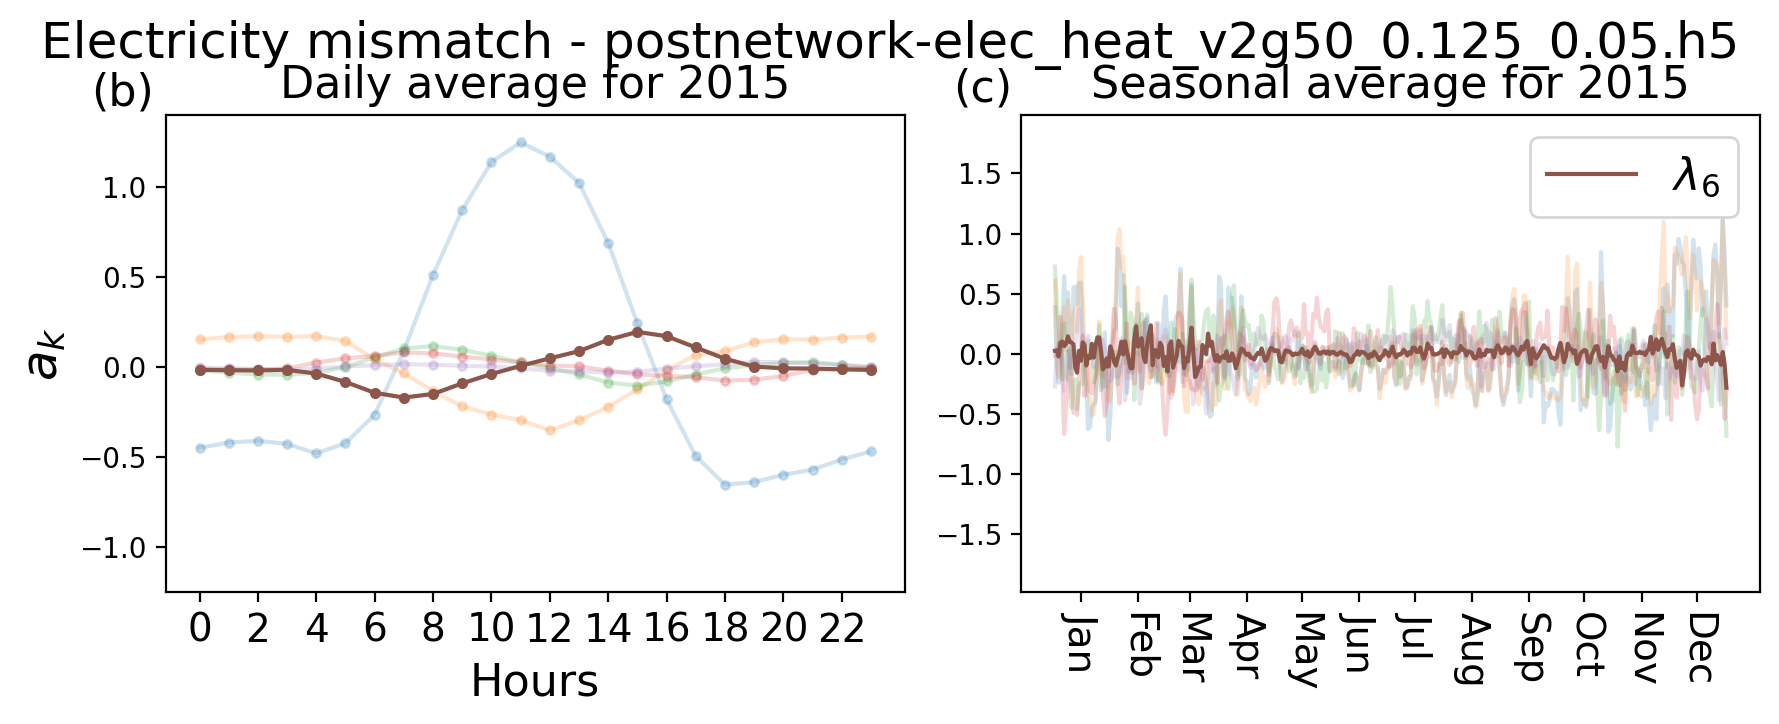 Electricity mismatch - postnetwork-elec_heat_v2g50_0.125_0.05.h5
(b) Daily average for 2015
1.0
0.5
0.0
−0.5
−1.0
a_k
0 2 4 6 8 10 12 14 16 18 20 22
Hours
(c) Seasonal average for 2015
λ_6
1.5
1.0
0.5
0.0
−0.5
−1.0
−1.5
Jan Feb Mar Apr May Jun Jul Aug Sep Oct Nov Dec